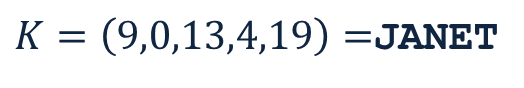 K = (9,0,13,4,19) =JANET